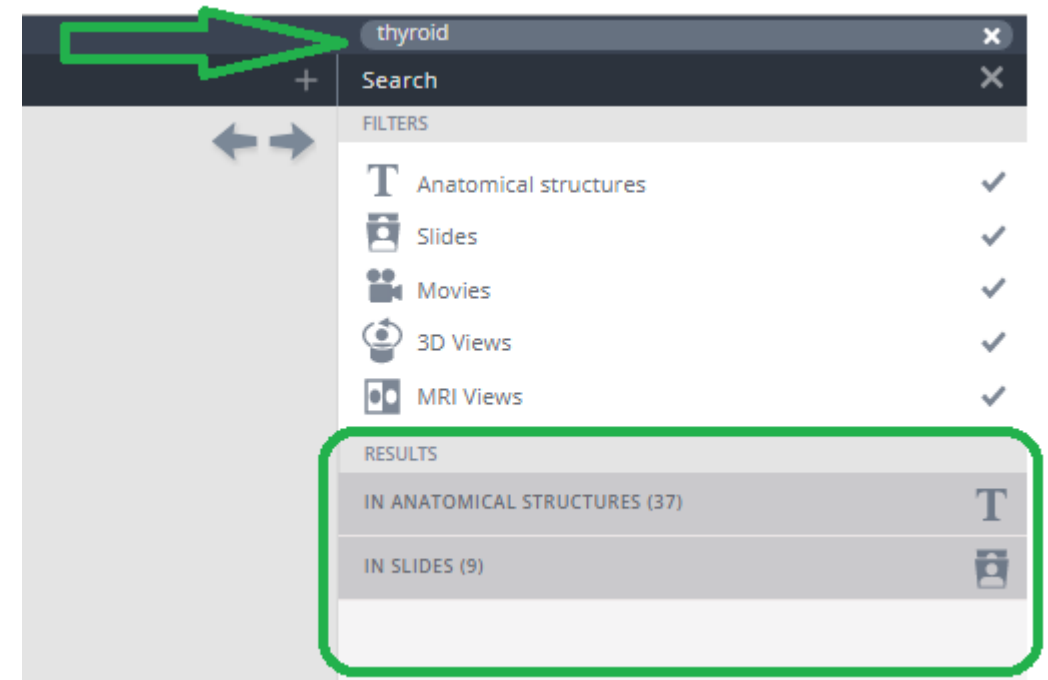 thyroid
Search
FILTERS
Anatomical structures
Slides
Movies
3D Views
MRI Views
RESULTS
IN ANATOMICAL STRUCTURES (37)
IN SLIDES (9)